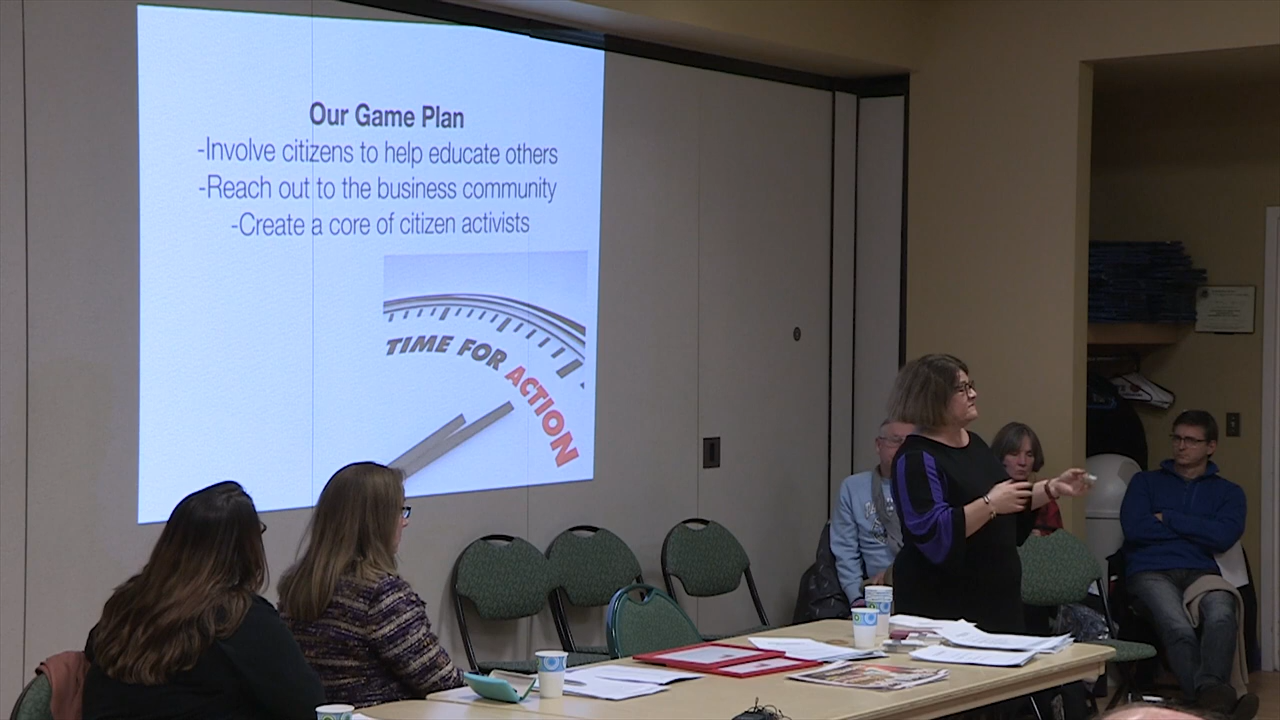 Our Game Plan
-Involve citizens to help educate others
-Reach out to the business community
-Create a core of citizen activists
TIME FOR ACTION